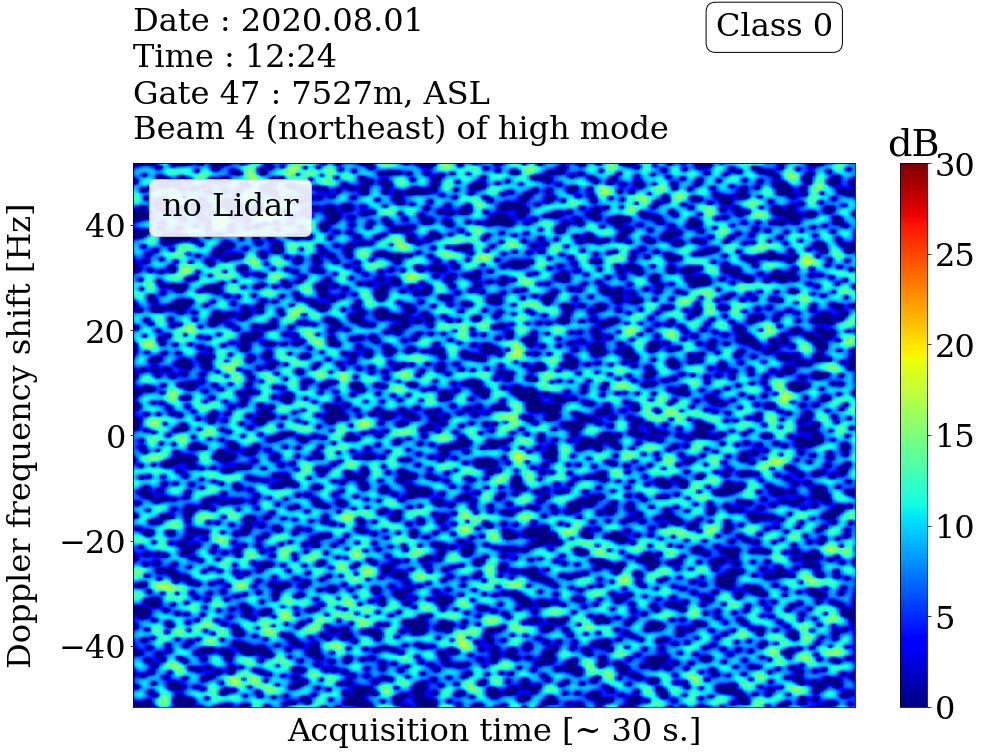 Date : 2020.08.01
Time : 12:24
Gate 47 : 7527m, ASL
Beam 4 (northeast) of high mode
Class 0
dB
no Lidar
Doppler frequency shift [Hz]
40
20
0
−20
−40
30
25
20
15
10
5
0
Acquisition time [~ 30 s.]